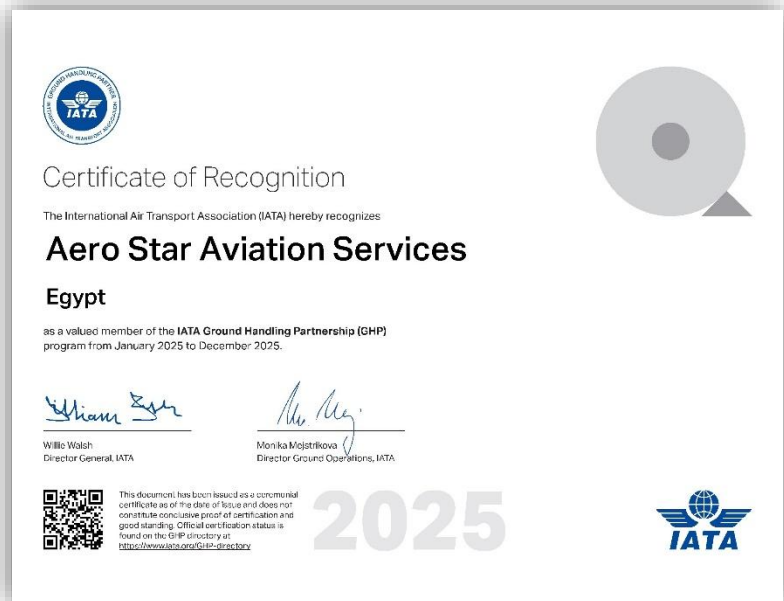 GROUND HANDLING PARTNER
IATA
INTERNATIONAL AIR TRANSPORT ASSOCIATION
Certificate of Recognition
The International Air Transport Association (IATA) hereby recognizes
Aero Star Aviation Services
Egypt
as a valued member of the IATA Ground Handling Partnership (GHP)
program from January 2025 to December 2025.
Willie Walsh
Director General, IATA
Monika Mejstrikova
Director Ground Operations, IATA
This document has been issued as a ceremonial
certificate as of the date of issue and does not
constitute conclusive proof of certification and
good standing. Official certification status is
found on the GHP directory at
https://www.iata.org/GHP-directory
2025
IATA